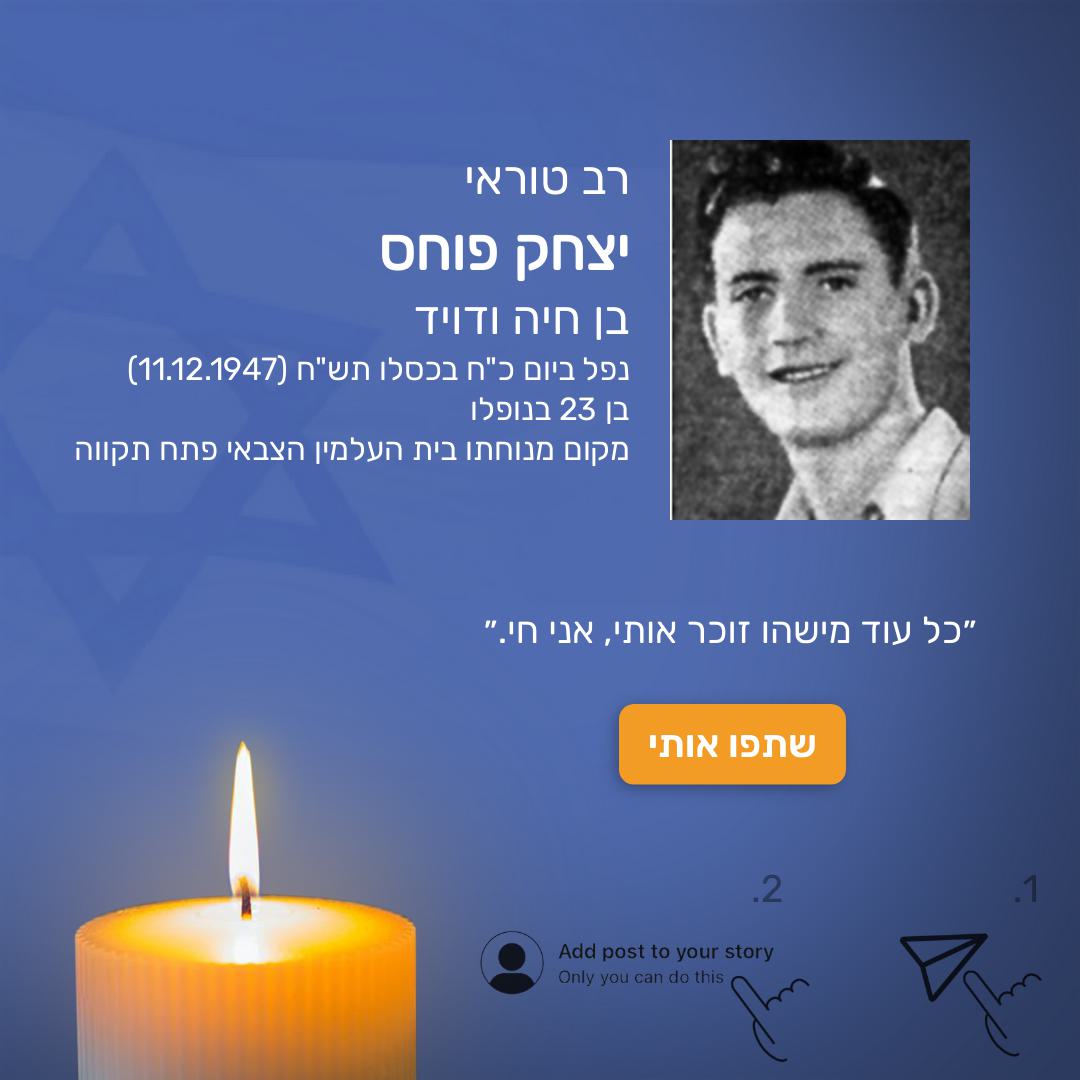 רב טוראי
יצחק פוחס
בן חיה ודויד
נפל ביום כ"ח בכסלו תש"ח (11.12.1947)
בן 23 בנופלו
מקום מנוחתו בית העלמין הצבאי פתח תקווה
״כל עוד מישהו זוכר אותי, אני חי.״
שתפו אותי
1.
2.
Add post to your story
Only you can do this